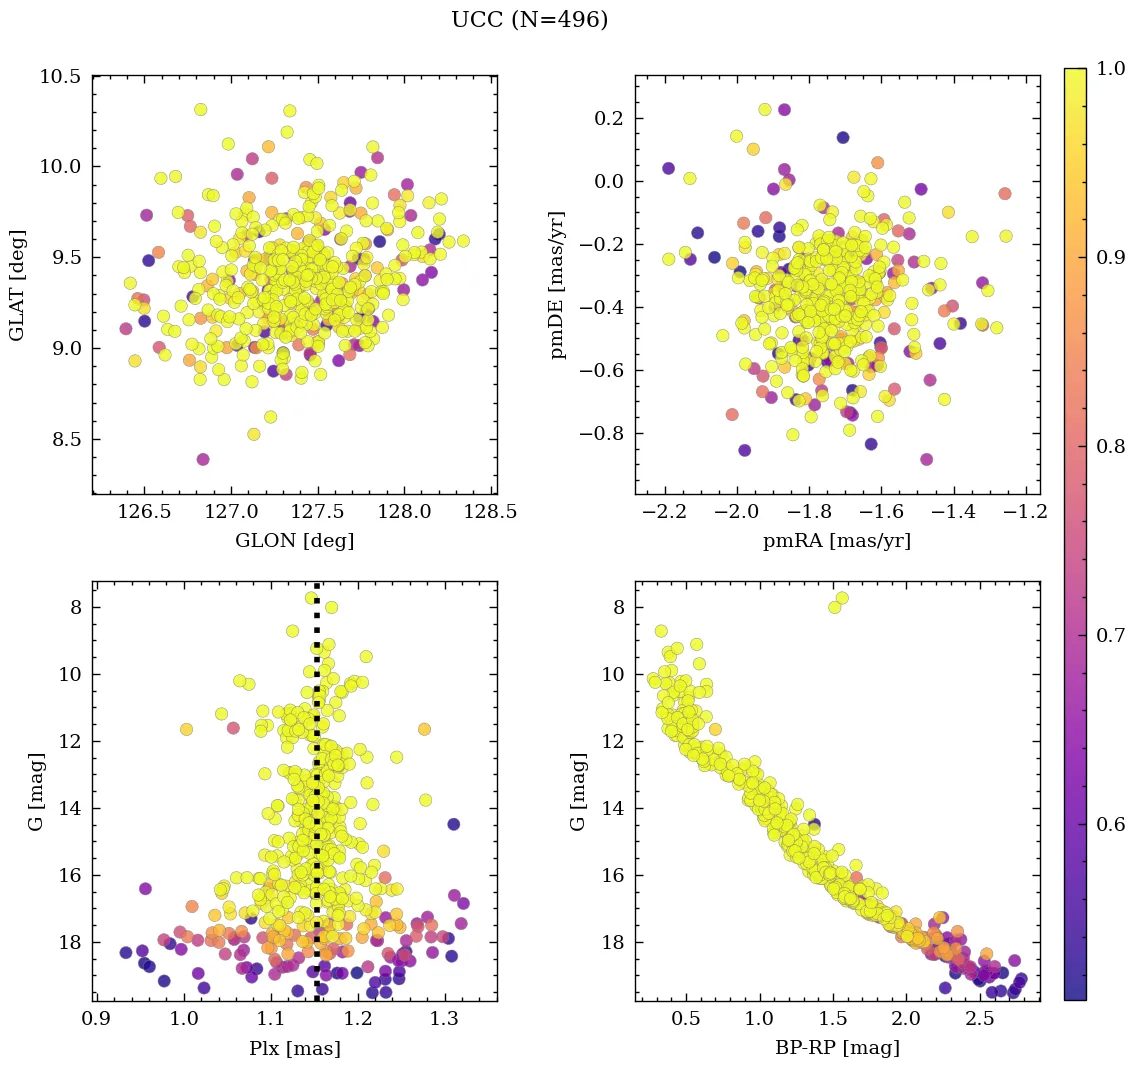 UCC (N=496)
10.5
10.0
9.5
9.0
8.5
GLAT [deg]
126.5 127.0 127.5 128.0 128.5
GLON [deg]
0.2
0.0
−0.2
−0.4
−0.6
−0.8
pmDE [mas/yr]
−2.2 −2.0 −1.8 −1.6 −1.4 −1.2
pmRA [mas/yr]
8
10
12
14
16
18
G [mag]
0.9 1.0 1.1 1.2 1.3
Plx [mas]
8
10
12
14
16
18
G [mag]
0.5 1.0 1.5 2.0 2.5
BP-RP [mag]
1.0
0.9
0.8
0.7
0.6